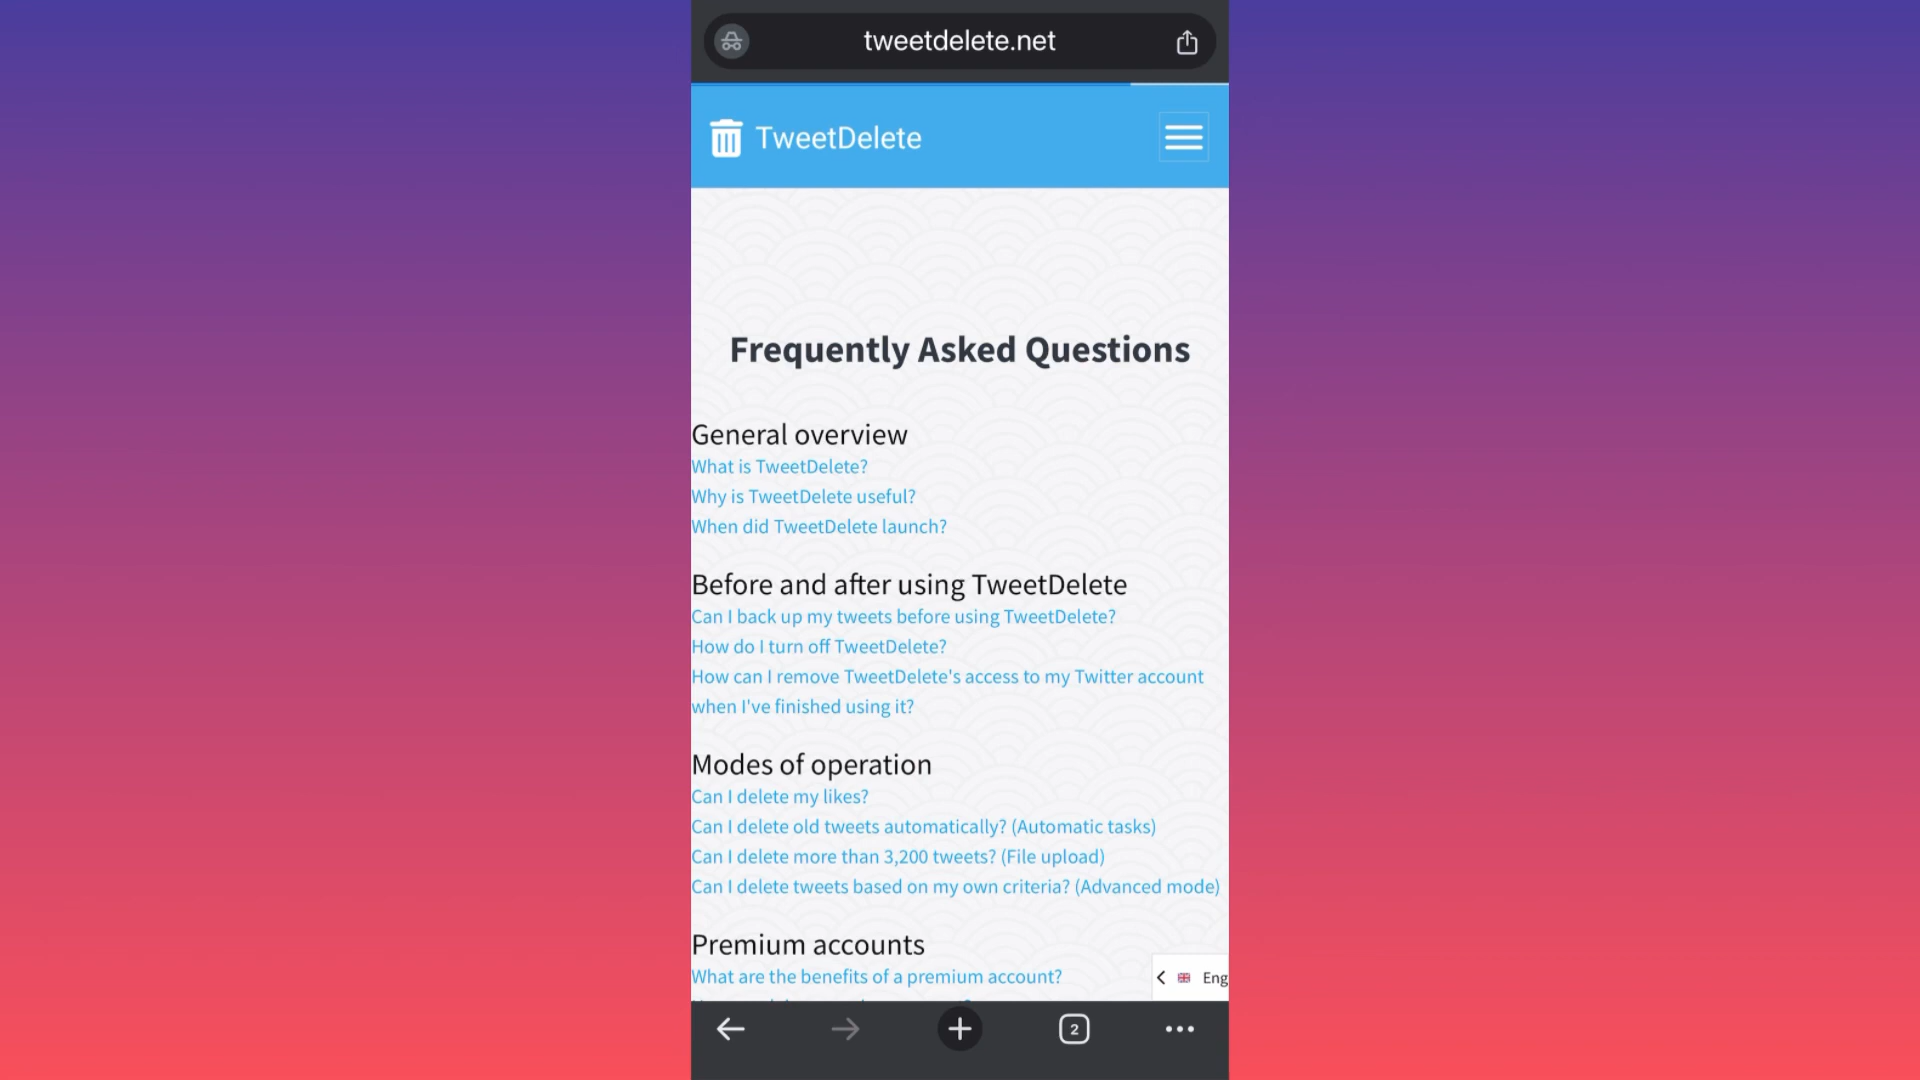 tweetdelete.net
TweetDelete
Frequently Asked Questions
General overview
What is TweetDelete?
Why is TweetDelete useful?
When did TweetDelete launch?
Before and after using TweetDelete
Can I back up my tweets before using TweetDelete?
How do I turn off TweetDelete?
How can I remove TweetDelete's access to my Twitter account
when I've finished using it?
Modes of operation
Can I delete my likes?
Can I delete old tweets automatically? (Automatic tasks)
Can I delete more than 3,200 tweets? (File upload)
Can I delete tweets based on my own criteria? (Advanced mode)
Premium accounts
What are the benefits of a premium account?
Eng
2